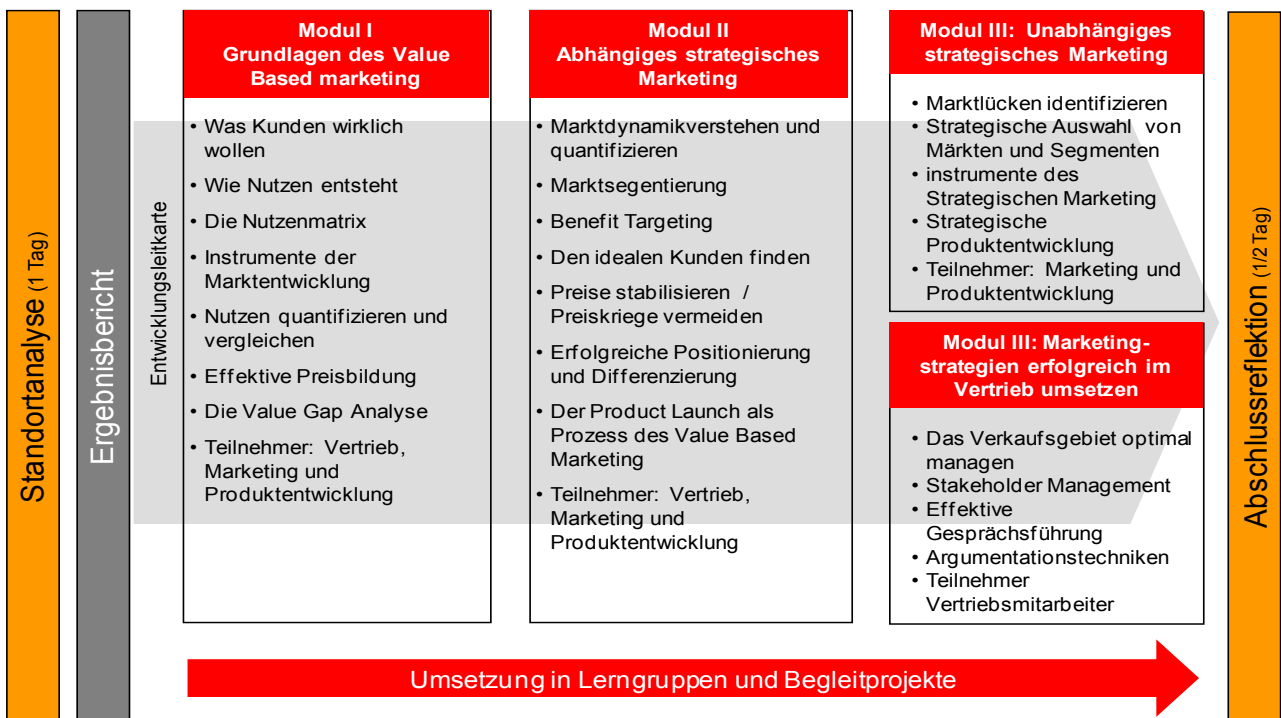 Standortanalyse (1 Tag)
Ergebnisbericht
Entwicklungsleitkarte
Modul I
Grundlagen des Value
Based marketing
• Was Kunden wirklich
wollen
• Wie Nutzen entsteht
• Die Nutzenmatrix
• Instrumente der
Marktentwicklung
• Nutzen quantifizieren und
vergleichen
• Effektive Preisbildung
• Die Value Gap Analyse
• Teilnehmer: Vertrieb,
Marketing und
Produktentwicklung
Modul II
Abhängiges strategisches
Marketing
• Marktdynamikverstehen und
quantifizieren
• Marktsegentierung
• Benefit Targeting
• Den idealen Kunden finden
• Preise stabilisieren /
Preiskriege vermeiden
• Erfolgreiche Positionierung
und Differenzierung
• Der Product Launch als
Prozess des Value Based
Marketing
• Teilnehmer: Vertrieb,
Marketing und
Produktentwicklung
Modul III: Unabhängiges
strategisches Marketing
• Marktlücken identifizieren
• Strategische Auswahl von
Märkten und Segmenten
• instrumente des
Strategischen Marketing
• Strategische
Produktentwicklung
• Teilnehmer: Marketing und
Produktentwicklung
Modul III: Marketing-
strategien erfolgreich im
Vertrieb umsetzen
• Das Verkaufsgebiet optimal
managen
• Stakeholder Management
• Effektive
Gesprächsführung
• Argumentationstechniken
• Teilnehmer
Vertriebsmitarbeiter
Abschlussreflektion (1/2 Tag)
Umsetzung in Lerngruppen und Begleitprojekte